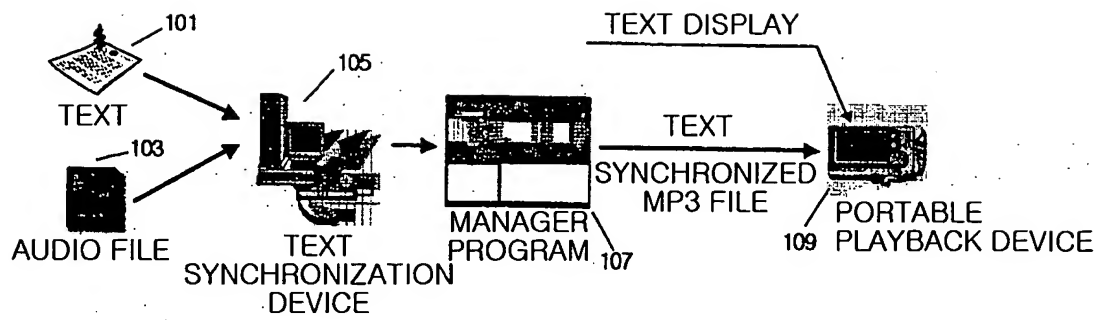 101
TEXT
103
AUDIO FILE
105
TEXT
SYNCHRONIZATION
DEVICE
MANAGER
PROGRAM
107
TEXT DISPLAY
TEXT
SYNCHRONIZED
MP3 FILE
109
PORTABLE
PLAYBACK DEVICE